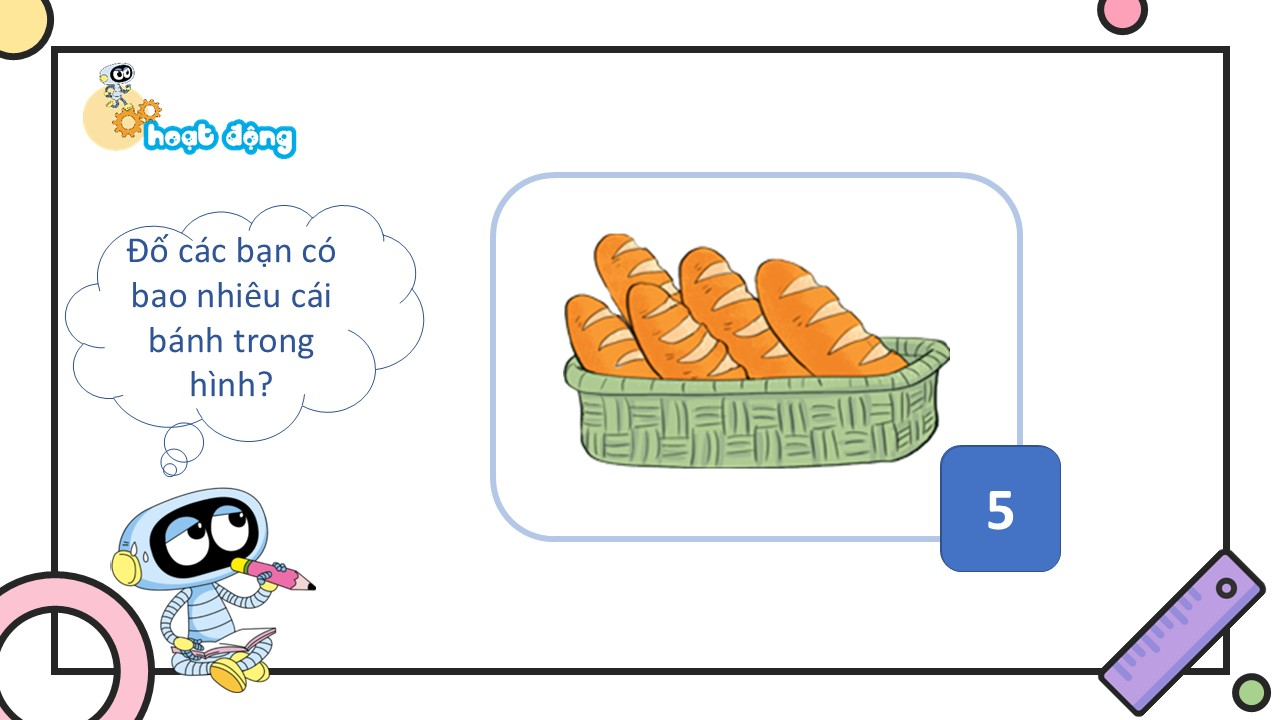 hoạt động
Đố các bạn có
bao nhiêu cái
bánh trong
hình?
5